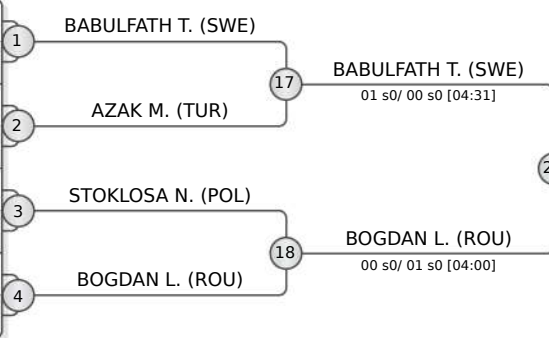 BABULFATH T. (SWE)
1
17
BABULFATH T. (SWE)
01 s0/ 00 s0 [04:31]
AZAK M. (TUR)
2
STOKLOSA N. (POL)
3
18
BOGDAN L. (ROU)
00 s0/ 01 s0 [04:00]
BOGDAN L. (ROU)
4